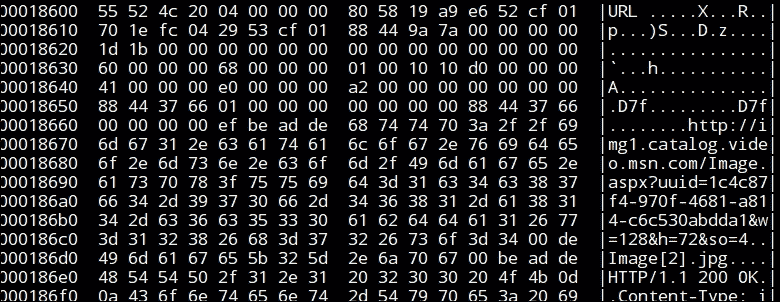 00018600  55 52 4c 20 04 00 00 00  80 58 19 a9 e6 52 cf 01  |URL .....X...R..|
00018610  70 1e fc 04 29 53 cf 01  88 44 9a 7a 00 00 00 00  |p...)S...D.z....|
00018620  1d 1b 00 00 00 00 00 00  00 00 00 00 00 00 00 00  |................|
00018630  60 00 00 00 68 00 00 00  01 00 10 10 d0 00 00 00  |`...h...........|
00018640  41 00 00 00 e0 00 00 00  a2 00 00 00 00 00 00 00  |A...............|
00018650  88 44 37 66 01 00 00 00  00 00 00 00 88 44 37 66  |.D7f.........D7f|
00018660  00 00 00 00 ef be ad de  68 74 74 70 3a 2f 2f 69  |........http://i|
00018670  6d 67 31 2e 63 61 74 61  6c 6f 67 2e 76 69 64 65  |mg1.catalog.vide|
00018680  6f 2e 6d 73 6e 2e 63 6f  6d 2f 49 6d 61 67 65 2e  |o.msn.com/Image.|
00018690  61 73 70 78 3f 75 75 69  64 3d 31 63 34 63 38 37  |aspx?uuid=1c4c87|
000186a0  66 34 2d 39 37 30 66 2d  34 36 38 31 2d 61 38 31  |f4-970f-4681-a81|
000186b0  34 2d 63 36 63 35 33 30  61 62 64 64 61 31 26 77  |4-c6c530abdda1&w|
000186c0  3d 31 32 38 26 68 3d 37  32 26 73 6f 3d 34 00 de  |=128&h=72&so=4..|
000186d0  49 6d 61 67 65 5b 32 5d  2e 6a 70 67 00 be ad de  |Image[2].jpg....|
000186e0  48 54 54 50 2f 31 2e 31  20 32 30 30 20 4f 4b 0d  |HTTP/1.1 200 OK.|
000186f0  0a 43 6f 6e 74 65 6e 74  2d 54 79 70 65 3a 20 69  |.Content-Type: i|